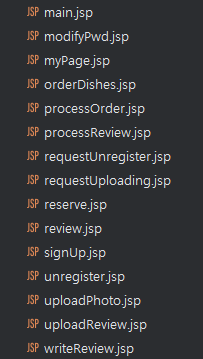 JSP main.jsp
JSP modifyPwd.jsp
JSP myPage.jsp
JSP orderDishes.jsp
JSP processOrder.jsp
JSP processReview.jsp
JSP requestUnregister.jsp
JSP requestUploading.jsp
JSP reserve.jsp
JSP review.jsp
JSP signUp.jsp
JSP unregister.jsp
JSP uploadPhoto.jsp
JSP uploadReview.jsp
JSP writeReview.jsp